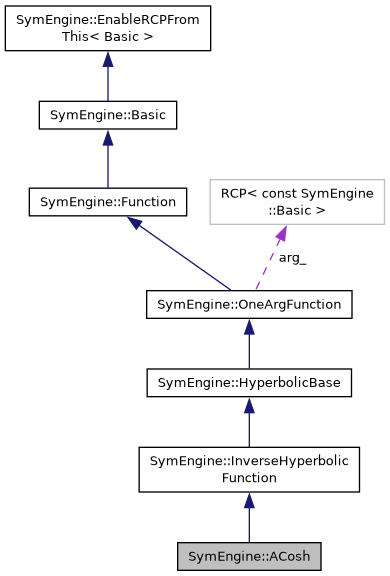 SymEngine::EnableRCPFrom
This< Basic >
SymEngine::Basic
SymEngine::Function
RCP< const SymEngine
::Basic >
arg_
SymEngine::OneArgFunction
SymEngine::HyperbolicBase
SymEngine::InverseHyperbolic
Function
SymEngine::ACosh